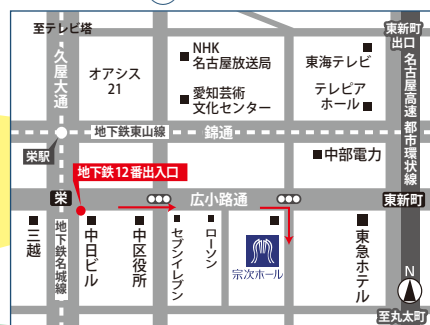 至テレビ塔
東新町
出口
久屋大通
オアシス
21
NHK
名古屋放送局
愛知芸術
文化センター
東海テレビ
テレピア
ホール
名古屋高速 都市環状線
地下鉄東山線
錦通
栄駅
中部電力
地下鉄12番出入口
栄
広小路通
東新町
三越
地下鉄名城線
中日ビル
中区役所
セブンイレブン
ローソン
宗次ホール
東急ホテル
N
至丸太町